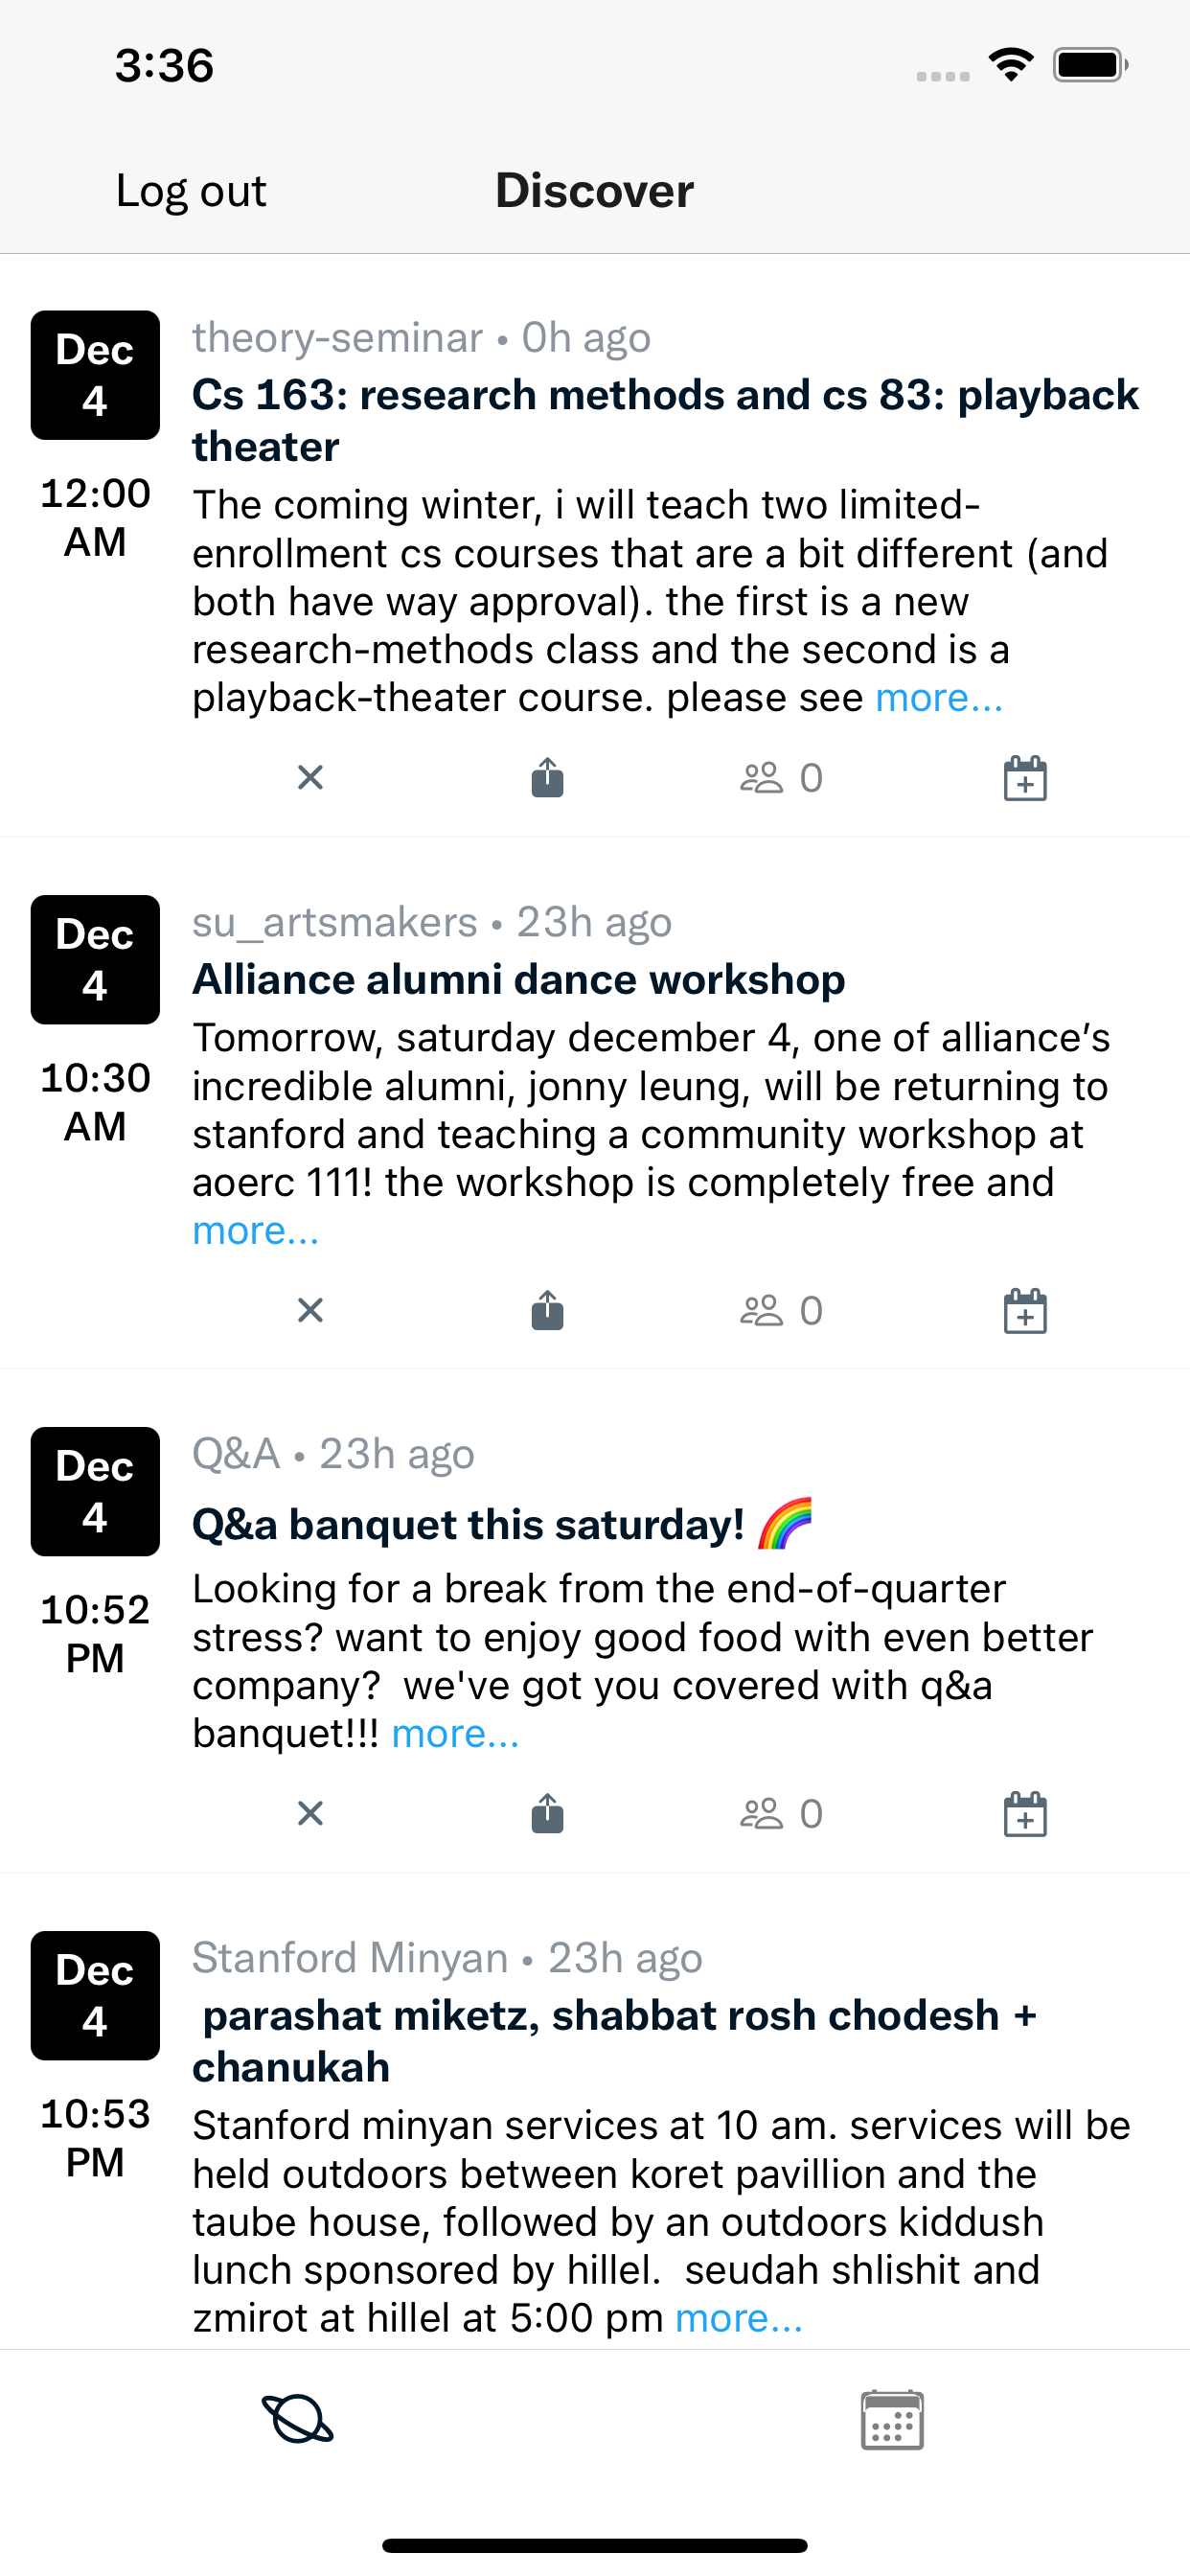 3:36
Log out
Discover
Dec
4
12:00
AM
theory-seminar • 0h ago
Cs 163: research methods and cs 83: playback
theater
The coming winter, i will teach two limited-
enrollment cs courses that are a bit different (and
both have way approval). the first is a new
research-methods class and the second is a
playback-theater course. please see more...
0
Dec
4
10:30
AM
su_artsmakers • 23h ago
Alliance alumni dance workshop
Tomorrow, saturday december 4, one of alliance’s
incredible alumni, jonny leung, will be returning to
stanford and teaching a community workshop at
aoerc 111! the workshop is completely free and
more...
0
Dec
4
10:52
PM
Q&A • 23h ago
Q&a banquet this saturday! 🌈
Looking for a break from the end-of-quarter
stress? want to enjoy good food with even better
company?  we've got you covered with q&a
banquet!!! more...
0
Dec
4
10:53
PM
Stanford Minyan • 23h ago
parashat miketz, shabbat rosh chodesh +
chanukah
Stanford minyan services at 10 am. services will be
held outdoors between koret pavillion and the
taube house, followed by an outdoors kiddush
lunch sponsored by hillel.  seudah shlishit and
zmirot at hillel at 5:00 pm more...